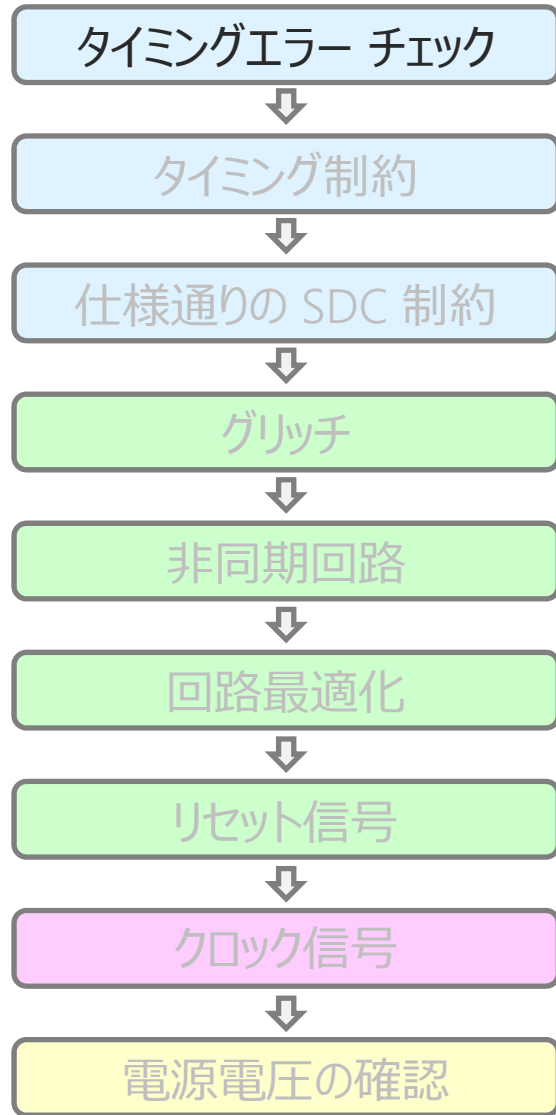 タイミングエラー チェック
タイミング制約
仕様通りの SDC 制約
グリッチ
非同期回路
回路最適化
リセット信号
クロック信号
電源電圧の確認